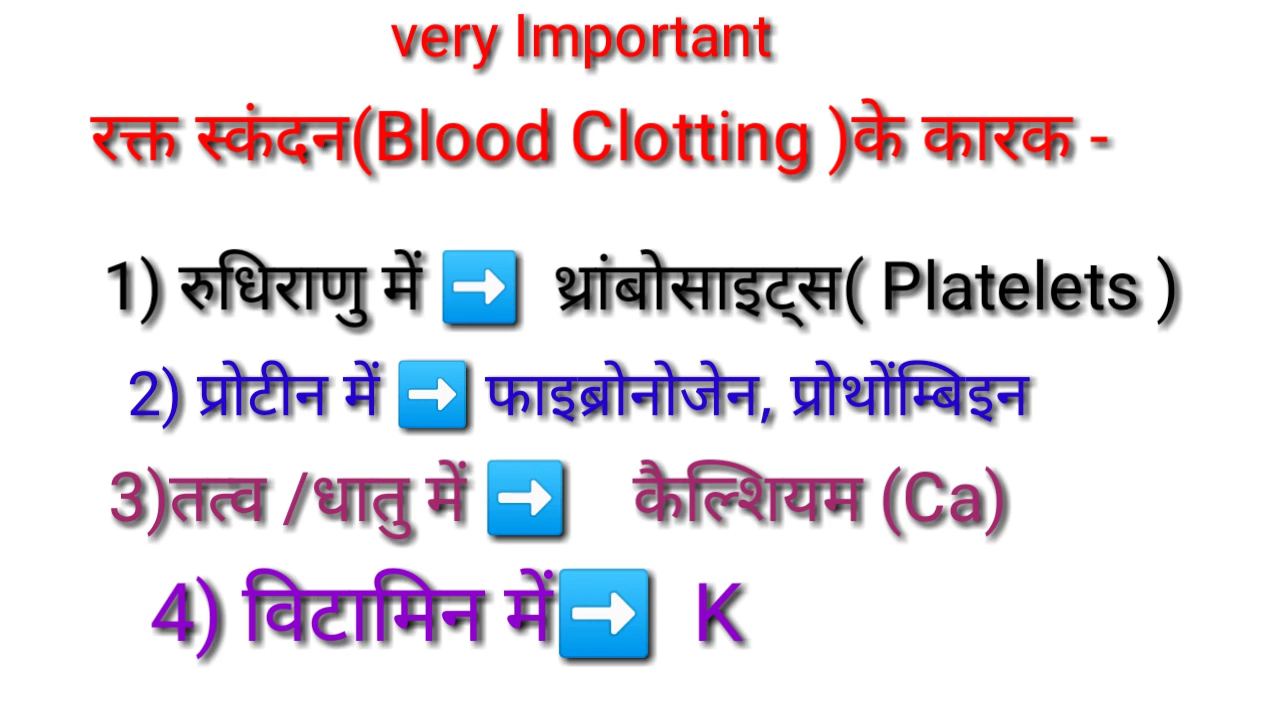 very Important
रक्त स्कंदन(Blood Clotting )के कारक -
1) रुधिराणु में ➡ थ्रांबोसाइट्स( Platelets )
2) प्रोटीन में ➡ फाइब्रोनोजेन, प्रोथोंम्बिइन
3)तत्व /धातु में ➡ कैल्शियम (Ca)
4) विटामिन में➡ K